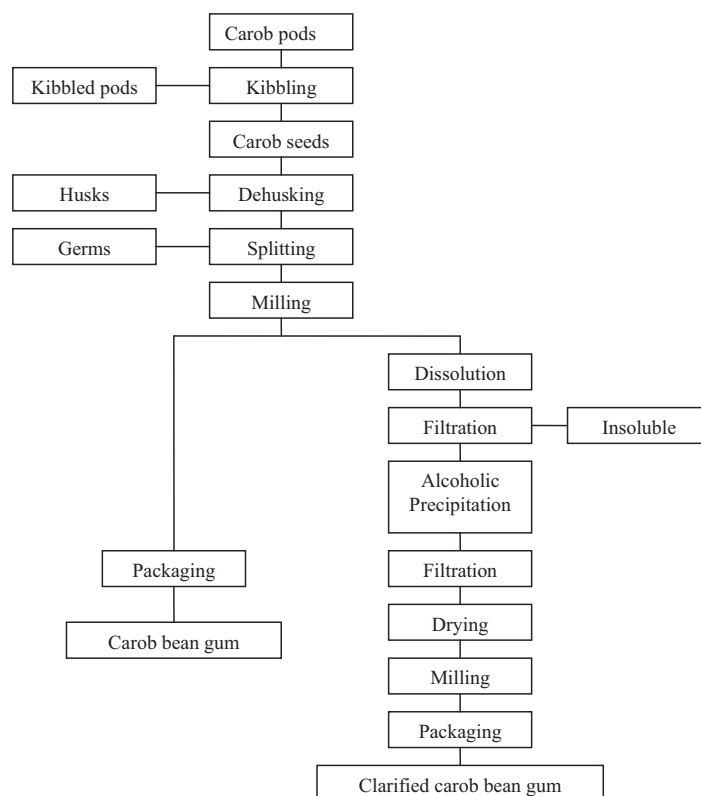 Carob pods
Kibbled pods
Kibbling
Carob seeds
Husks
Dehusking
Germs
Splitting
Milling
Dissolution
Filtration
Insoluble
Alcoholic
Precipitation
Packaging
Filtration
Carob bean gum
Drying
Milling
Packaging
Clarified carob bean gum